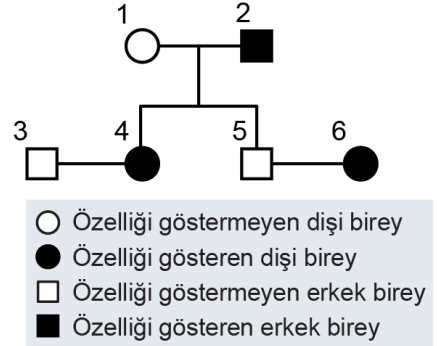 1 2
3 4 5 6
Özelliği göstermeyen dişi birey
Özelliği gösteren dişi birey
Özelliği göstermeyen erkek birey
Özelliği gösteren erkek birey